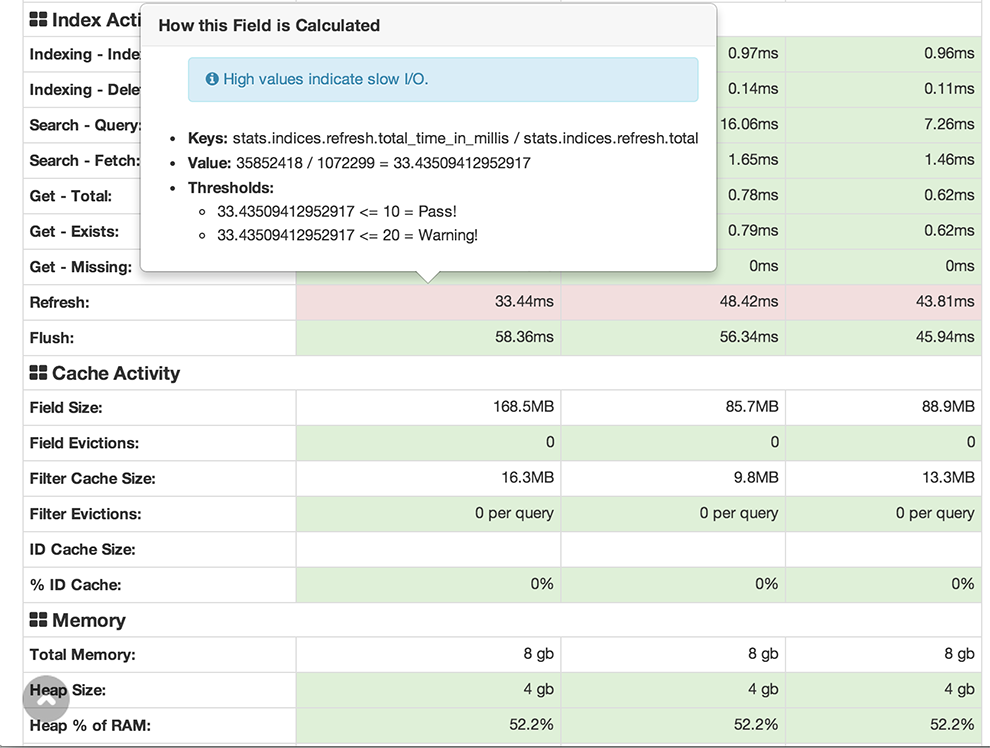 Index Acti
How this Field is Calculated
Indexing - Inde
High values indicate slow I/O.
0.97ms 0.96ms
Indexing - Dele
0.14ms 0.11ms
Search - Query:
• Keys: stats.indices.refresh.total_time_in_millis / stats.indices.refresh.total
16.06ms 7.26ms
Search - Fetch:
• Value: 35852418 / 1072299 = 33.43509412952917
1.65ms 1.46ms
• Thresholds:
Get - Total:
0.78ms 0.62ms
33.43509412952917 <= 10 = Pass!
Get - Exists:
33.43509412952917 <= 20 = Warning!
0.79ms 0.62ms
Get - Missing:
0ms 0ms
Refresh: 33.44ms 48.42ms 43.81ms
Flush: 58.36ms 56.34ms 45.94ms
Cache Activity
Field Size: 168.5MB 85.7MB 88.9MB
Field Evictions: 0 0 0
Filter Cache Size: 16.3MB 9.8MB 13.3MB
Filter Evictions: 0 per query 0 per query 0 per query
ID Cache Size:
% ID Cache: 0% 0% 0%
Memory
Total Memory: 8 gb 8 gb 8 gb
Heap Size: 4 gb 4 gb 4 gb
Heap % of RAM: 52.2% 52.2% 52.2%